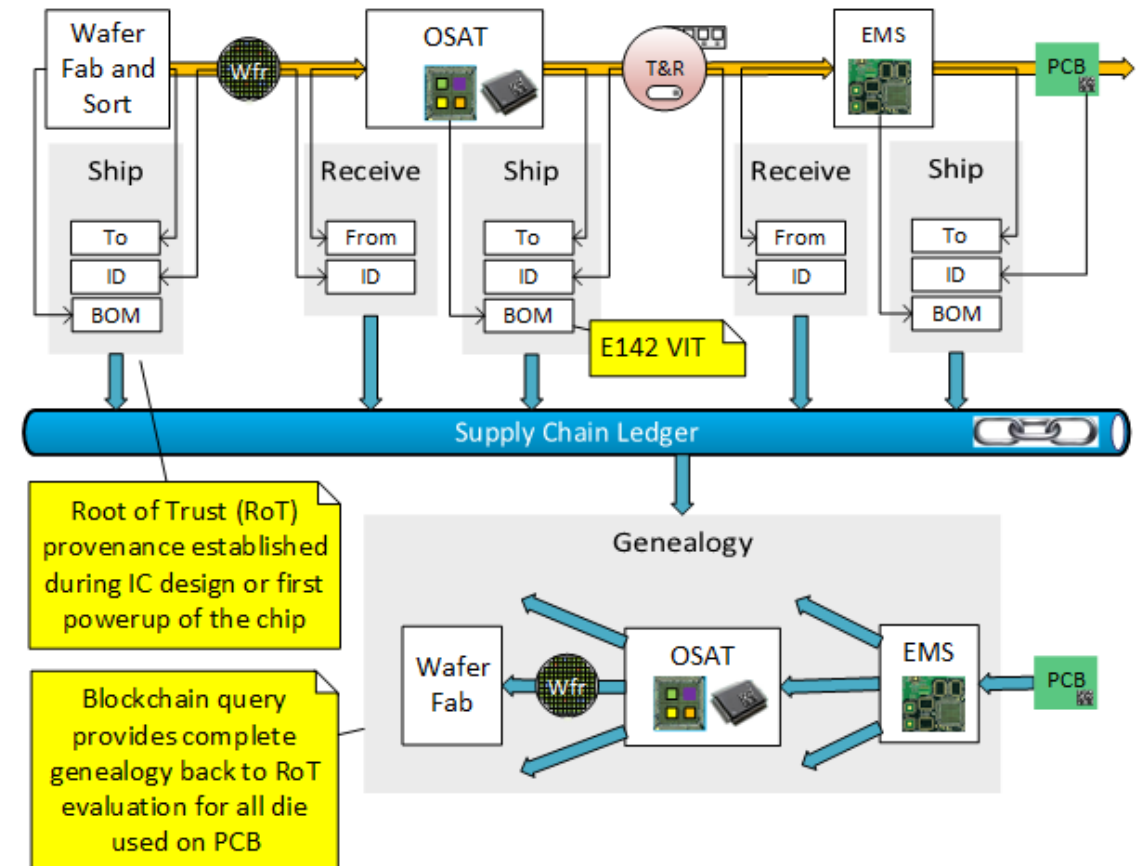 Wafer
Fab and
Sort
Wfr
OSAT
T&R
EMS
PCB
Ship
To
ID
BOM
Receive
From
ID
Ship
To
ID
BOM
E142 VIT
Receive
From
ID
Ship
To
ID
BOM
Supply Chain Ledger
Root of Trust (RoT)
provenance established
during IC design or first
powerup of the chip
Blockchain query
provides complete
genealogy back to RoT
evaluation for all die
used on PCB
Genealogy
Wafer
Fab
Wfr
OSAT
EMS
PCB